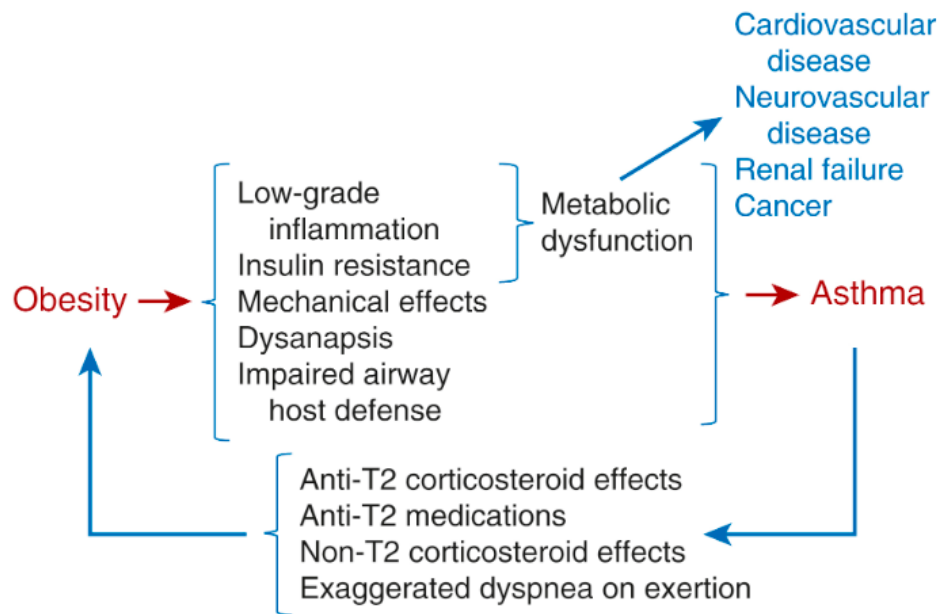 Cardiovascular
disease
Neurovascular
disease
Renal failure
Cancer
Low-grade
inflammation
Insulin resistance
Mechanical effects
Dysanapsis
Impaired airway
host defense
Metabolic
dysfunction
Obesity
Asthma
Anti-T2 corticosteroid effects
Anti-T2 medications
Non-T2 corticosteroid effects
Exaggerated dyspnea on exertion